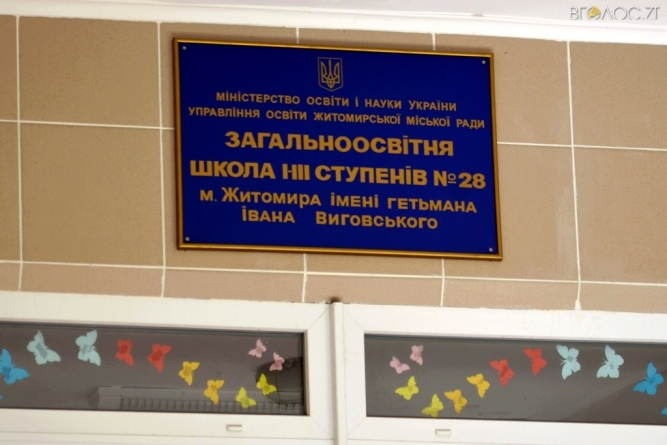 ВГОЛОС.ZT
МІНІСТЕРСТВО ОСВІТИ І НАУКИ УКРАЇНИ
УПРАВЛІННЯ ОСВІТИ ЖИТОМИРСЬКОЇ МІСЬКОЇ РАДИ
ЗАГАЛЬНООСВІТНЯ
ШКОЛА І-ІІІ СТУПЕНІВ №28
м. Житомира імені гетьмана
Івана Виговського